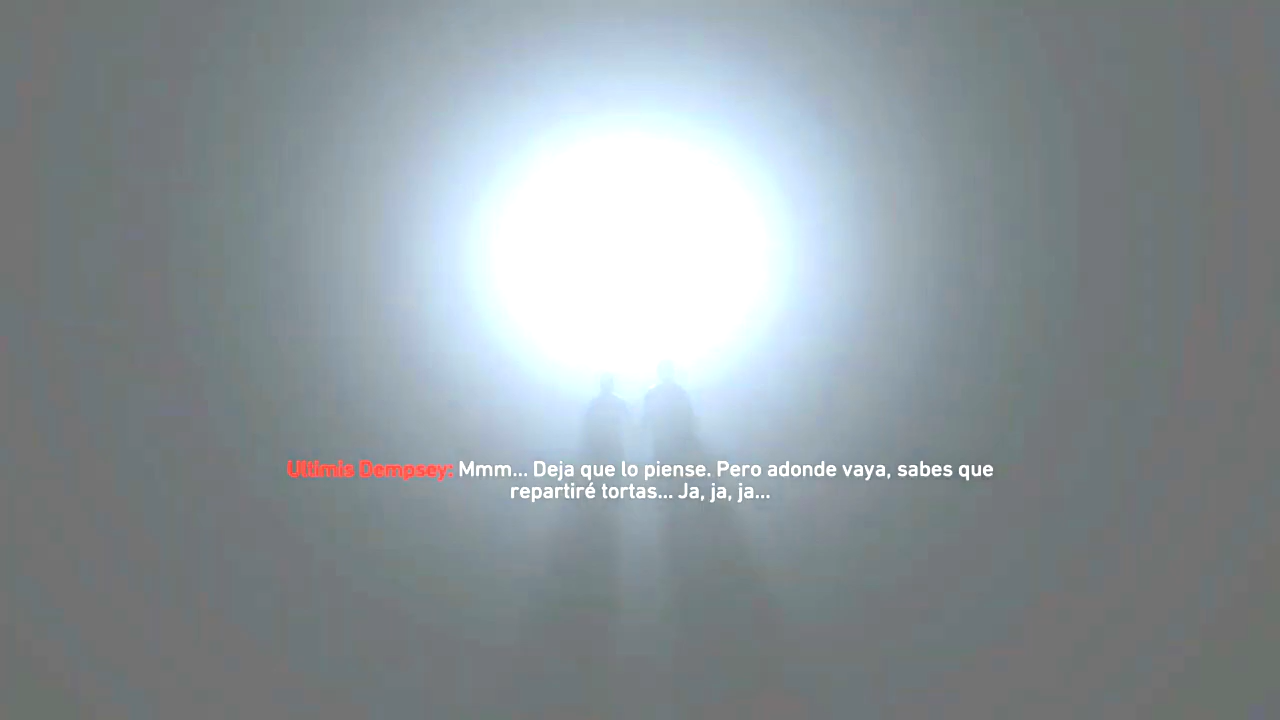 Ultimis Dempsey: Mmm... Deja que lo piense. Pero adonde vaya, sabes que
repartiré tortas... Ja, ja, ja...